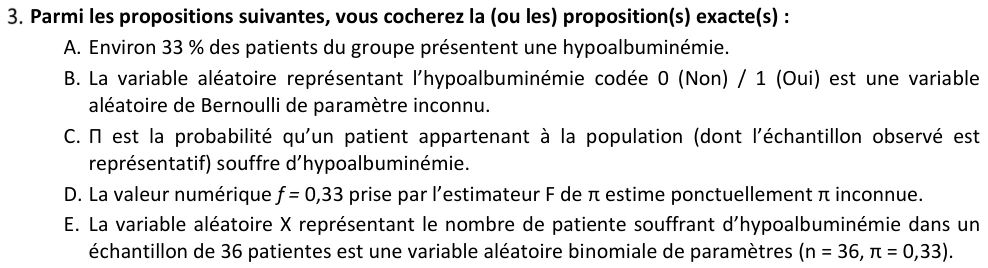 3. Parmi les propositions suivantes, vous cocherez la (ou les) proposition(s) exacte(s) :
A. Environ 33 % des patients du groupe présentent une hypoalbuminémie.
B. La variable aléatoire représentant l'hypoalbuminémie codée 0 (Non) / 1 (Oui) est une variable
aléatoire de Bernoulli de paramètre inconnu.
C. Π est la probabilité qu'un patient appartenant à la population (dont l'échantillon observé est
représentatif) souffre d'hypoalbuminémie.
D. La valeur numérique f = 0,33 prise par l'estimateur F de π estime ponctuellement π inconnue.
E. La variable aléatoire X représentant le nombre de patiente souffrant d'hypoalbuminémie dans un
échantillon de 36 patientes est une variable aléatoire binomiale de paramètres (n = 36, π = 0,33).